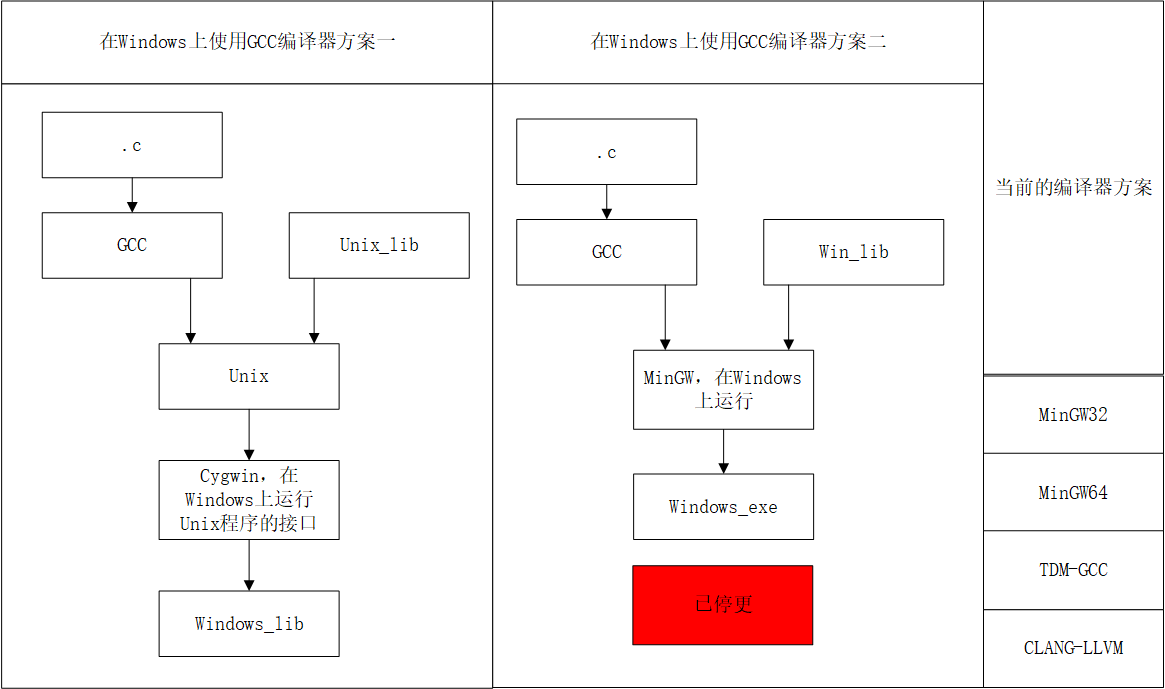 在Windows上使用GCC编译器方案一
.c
GCC
Unix_lib
Unix
Cygwin，在
Windows上运行
Unix程序的接口
Windows_lib
在Windows上使用GCC编译器方案二
.c
GCC
Win_lib
MinGW，在Windows
上运行
Windows_exe
已停更
当前的编译器方案
MinGW32
MinGW64
TDM-GCC
CLANG-LLVM